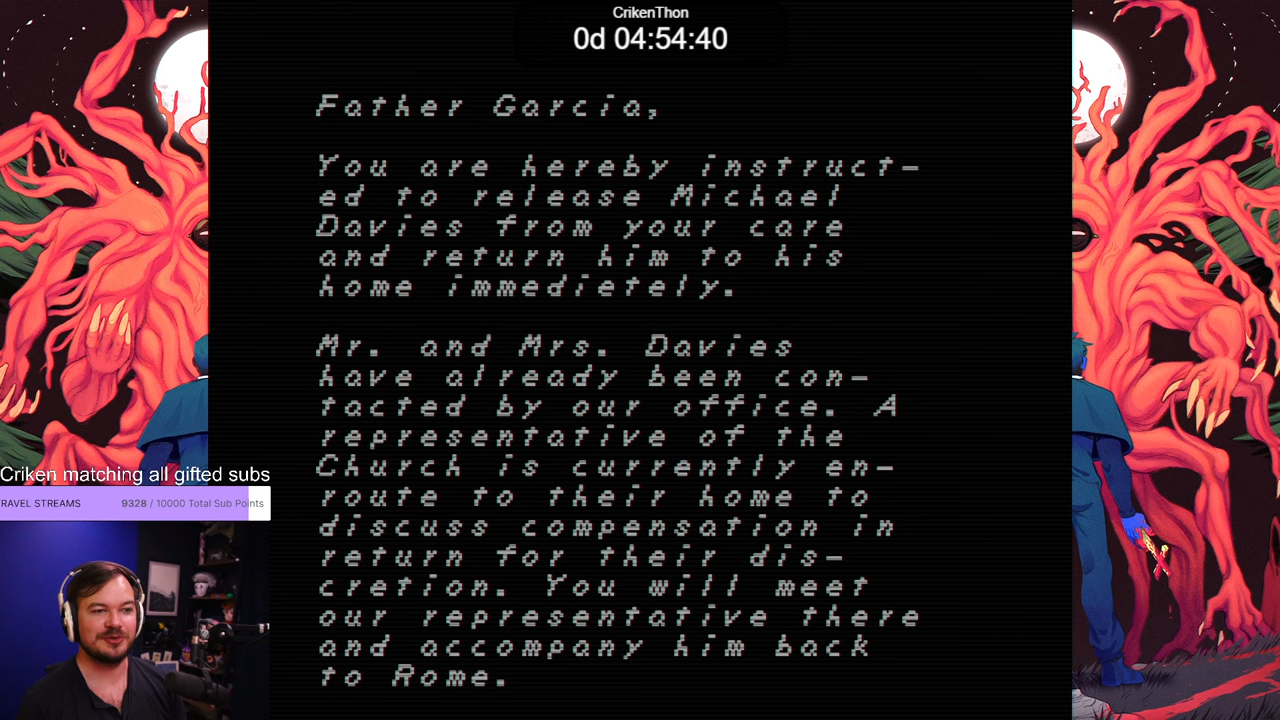 CrikenThon
0d 04:54:40
Father Garcia,
You are hereby instruct-
ed to release Michael
Davies from your care
and return him to his
home immedietely.
Mr. and Mrs. Davies
have already been con-
tacted by our office. A
representative of the
Church is currently en-
route to their home to
discuss compensation in
return for their dis-
cretion. You will meet
our representative there
and accompany him back
to Rome.
Criken matching all gifted subs
RAVEL STREAMS 9328 / 10000 Total Sub Points